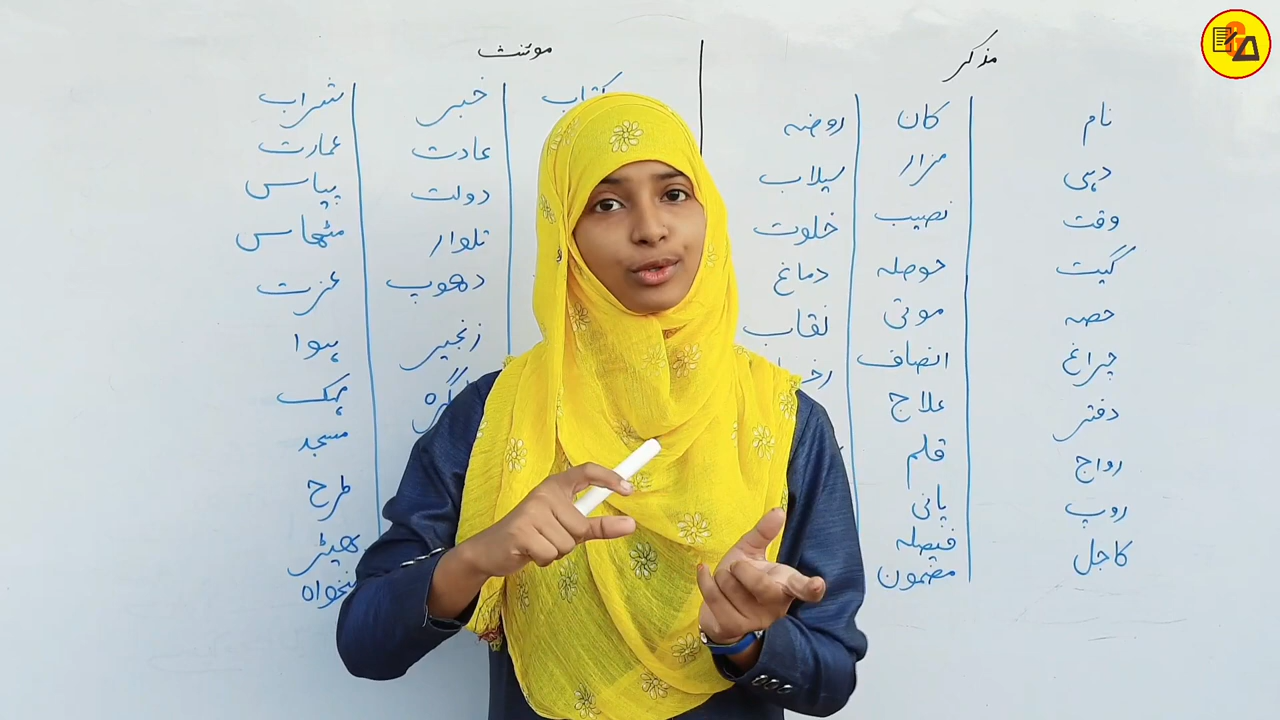 مذکر
نام
دہی
وقت
گیت
حصہ
چراغ
دفتر
رواج
روپ
کاجل
کان
مزار
نصیب
حوصلہ
موتی
انصاف
علاج
قلم
پانی
فیصلہ
مضمون
روضہ
سیلاب
خلوت
دماغ
نقاب
مؤنث
کتاب
خبر
عادت
دولت
تلوار
دھوپ
زنجیر
شراب
عمارت
پیاس
مٹھاس
عزت
ہوا
مہک
مسجد
طرح
بھیڑ
تنخواہ